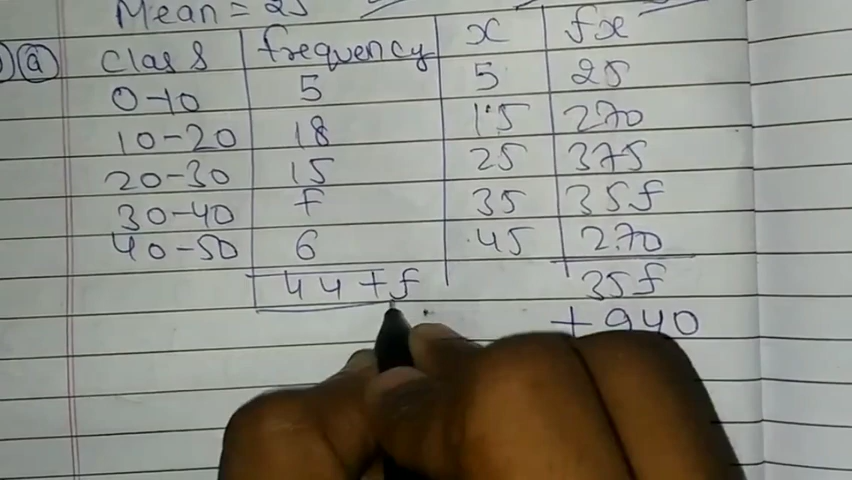 Mean = 25
(a) Class frequency x fx
0-10 5 5 25
10-20 18 15 270
20-30 15 25 375
30-40 f 35 35f
40-50 6 45 270
44+f 35f
+ 940